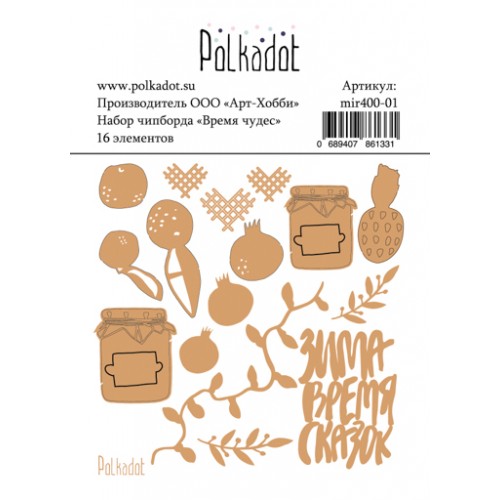 Polkadot
www.polkadot.su
Производитель ООО «Арт-Хобби»
Набор чипборда «Время чудес»
16 элементов
Артикул:
mir400-01
0 689407 861331
ЗИМА-
ВРЕМЯ
СКАЗОК
Polkadot